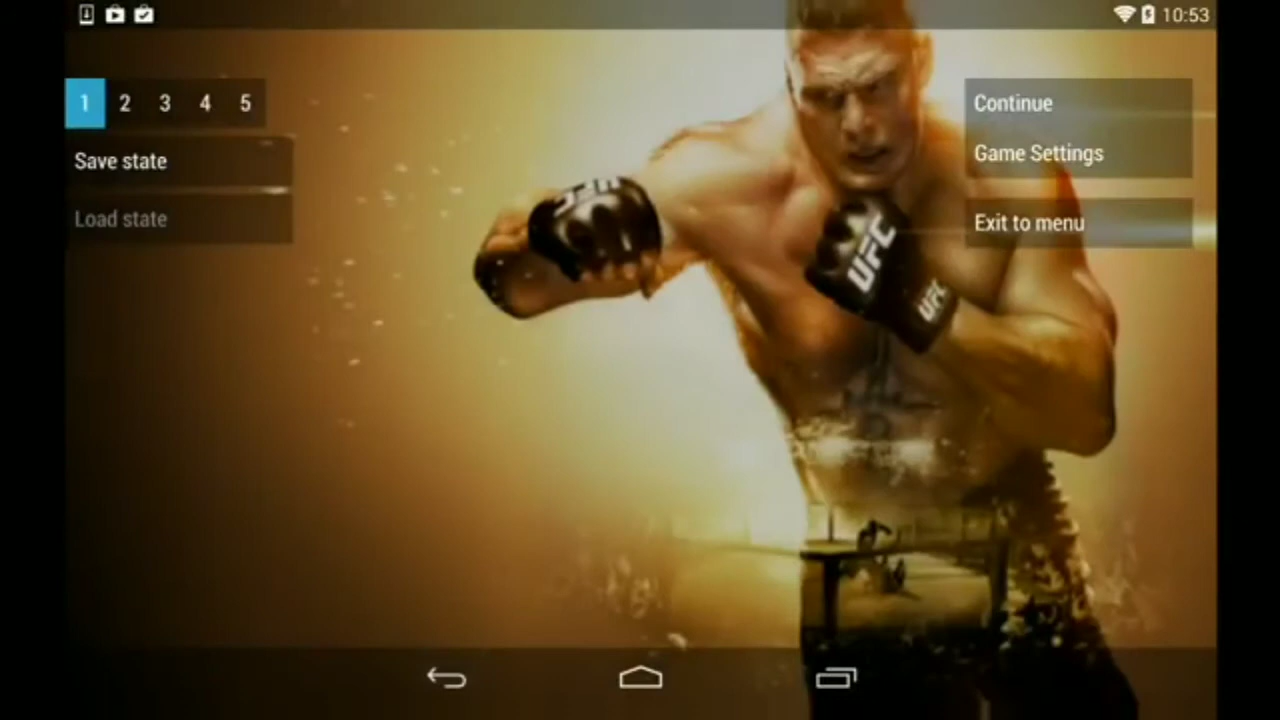 10:53
1 2 3 4 5
Save state
Load state
Continue
Game Settings
Exit to menu
UFC
UFC
UFC